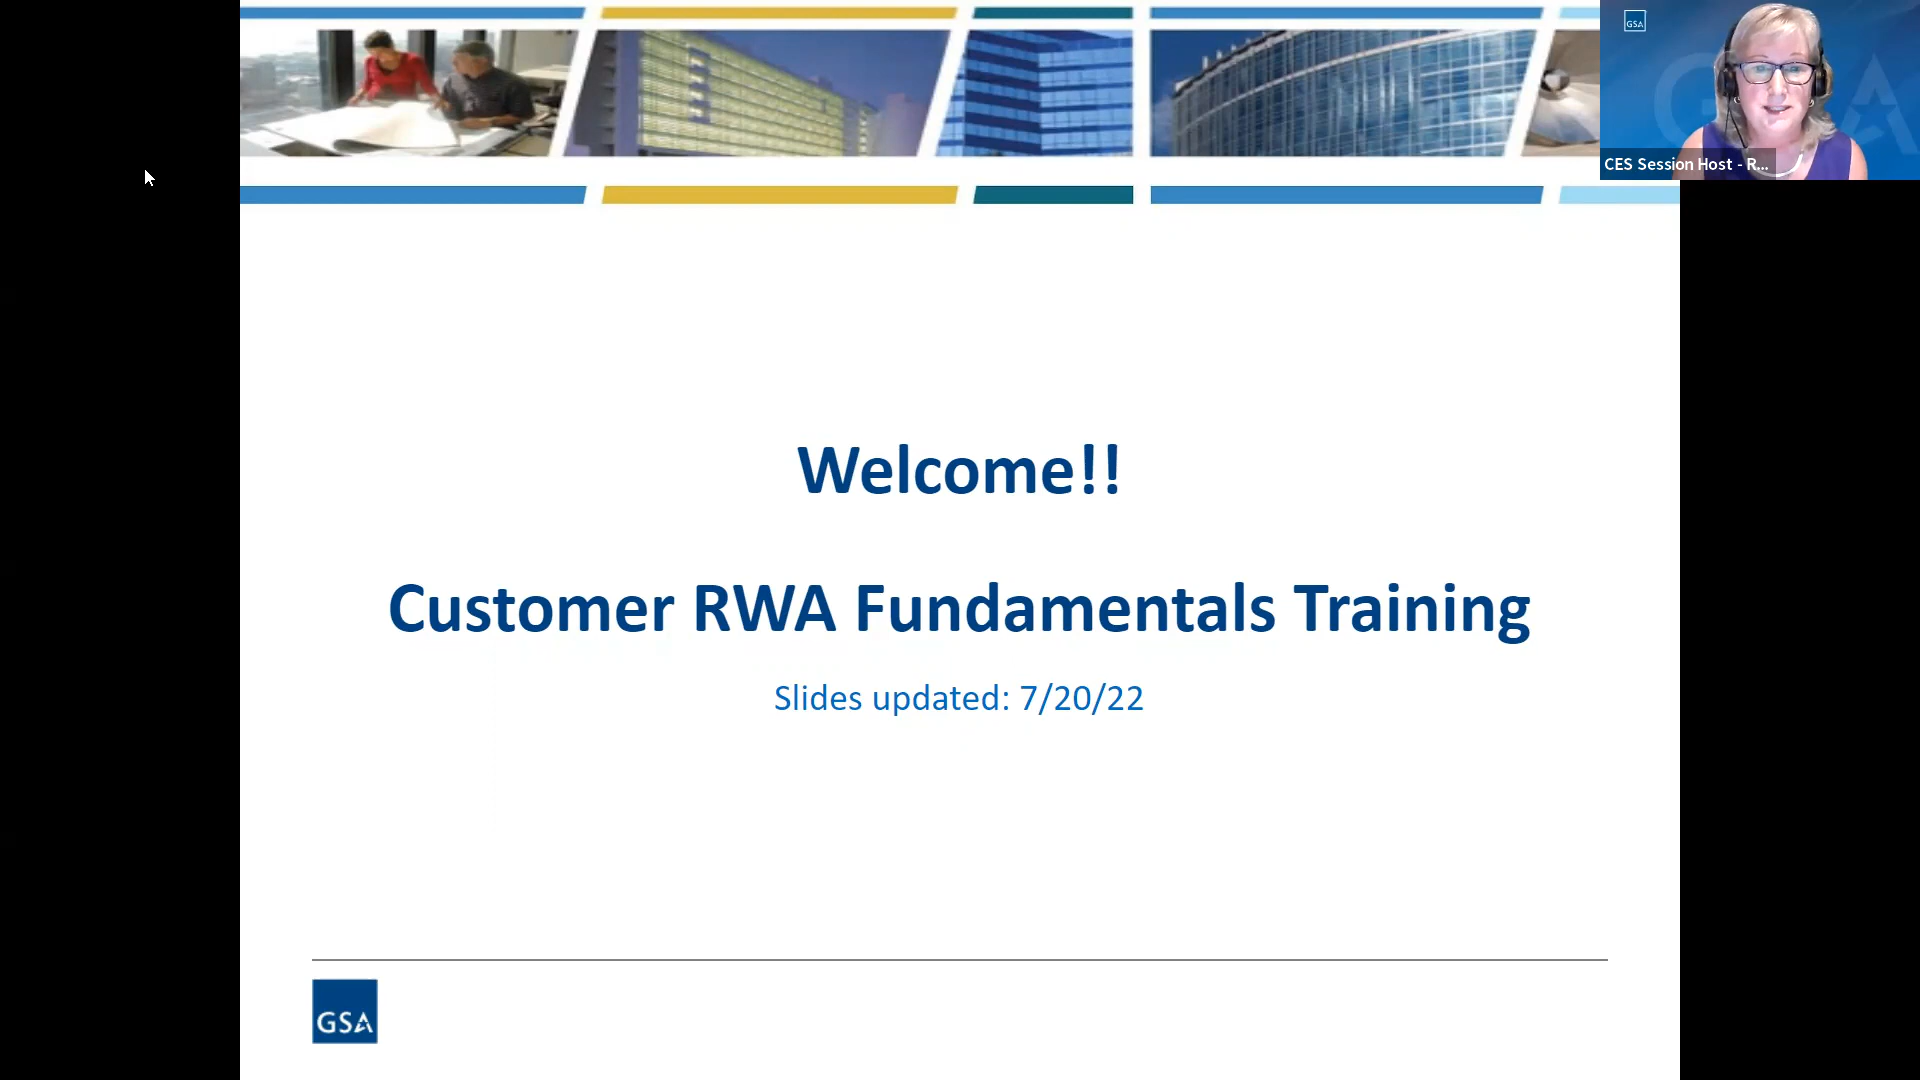 GSA
CES Session Host - R...
Welcome!!
Customer RWA Fundamentals Training
Slides updated: 7/20/22
GSA